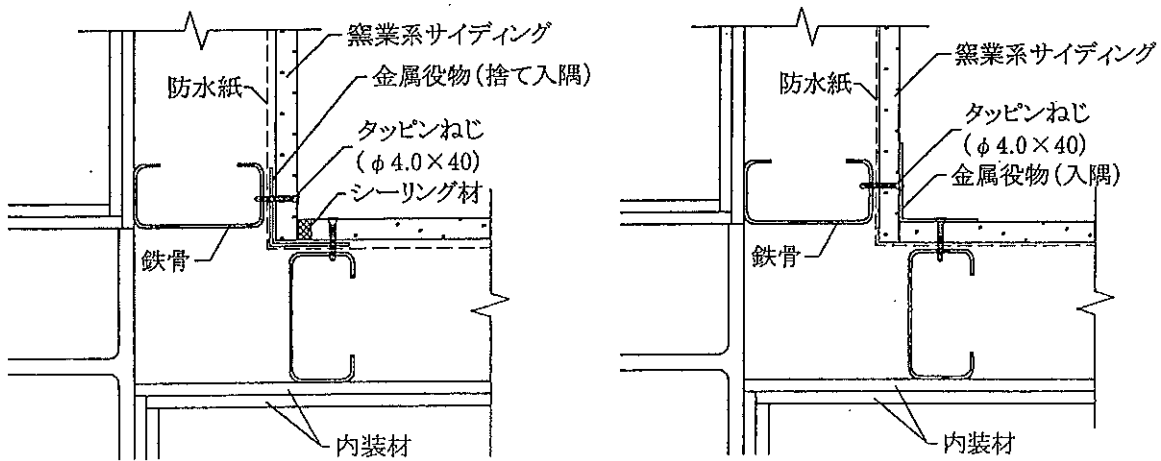 窯業系サイディング
金属役物(捨て入隅)
防水紙
タッピンねじ
(φ4.0×40)
シーリング材
鉄骨
内装材
窯業系サイディング
防水紙
タッピンねじ
(φ4.0×40)
金属役物(入隅)
鉄骨
内装材